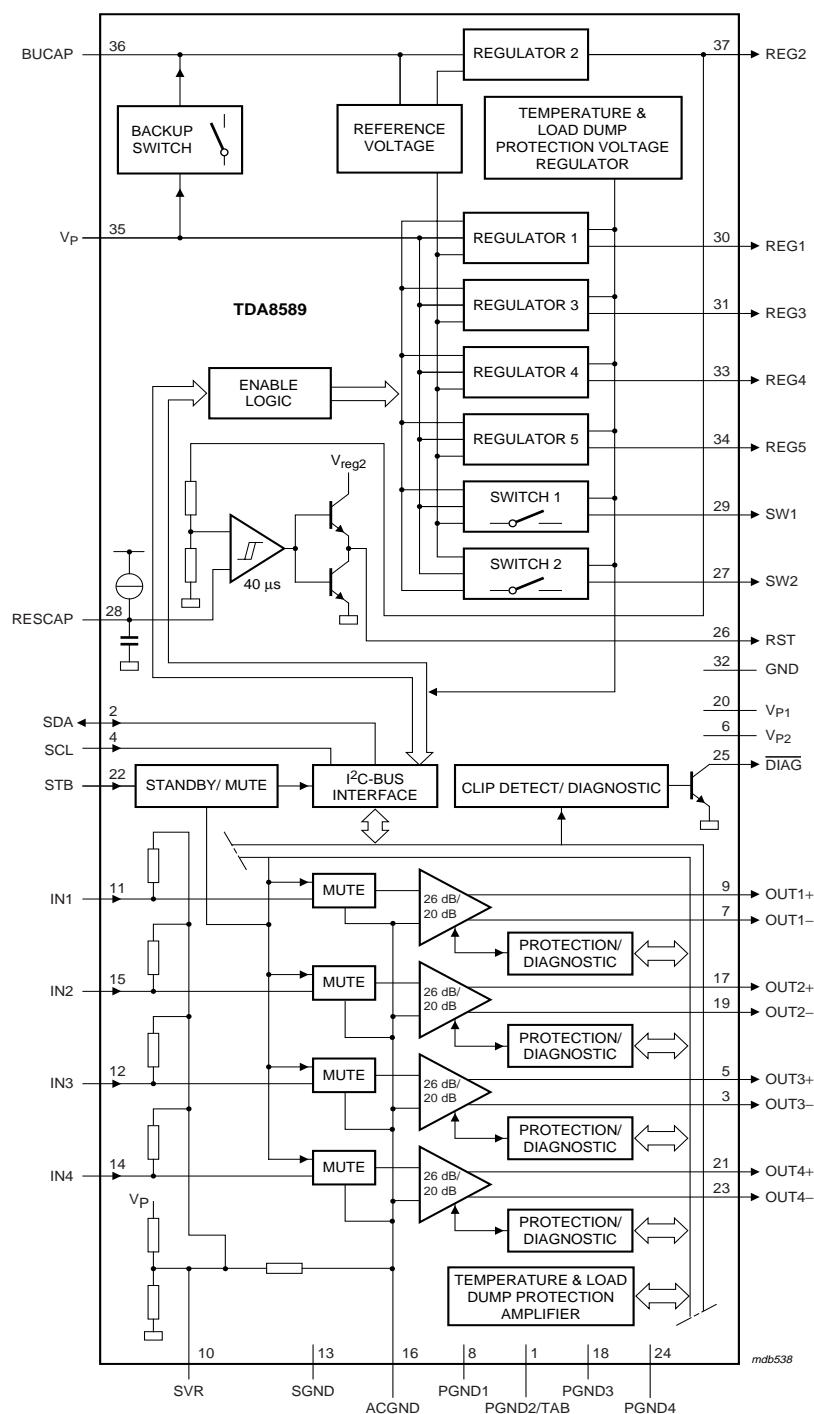 BUCAP
36
REGULATOR 2
37
REG2
BACKUP
SWITCH
REFERENCE
VOLTAGE
TEMPERATURE &
LOAD DUMP
PROTECTION VOLTAGE
REGULATOR
VP
35
REGULATOR 1
30
REG1
TDA8589
REGULATOR 3
31
REG3
ENABLE
LOGIC
REGULATOR 4
33
REG4
REGULATOR 5
34
REG5
Vreg2
SWITCH 1
29
SW1
40 μs
SWITCH 2
27
SW2
RESCAP
28
26
RST
32
GND
20
VP1
6
VP2
SDA
2
SCL
4
STB
22
STANDBY/ MUTE
I²C-BUS
INTERFACE
CLIP DETECT/ DIAGNOSTIC
25
DIAG
IN1
11
MUTE
26 dB/
20 dB
9
OUT1+
7
OUT1−
PROTECTION/
DIAGNOSTIC
IN2
15
MUTE
26 dB/
20 dB
17
OUT2+
19
OUT2−
PROTECTION/
DIAGNOSTIC
IN3
12
MUTE
26 dB/
20 dB
5
OUT3+
3
OUT3−
PROTECTION/
DIAGNOSTIC
IN4
14
MUTE
26 dB/
20 dB
21
OUT4+
23
OUT4−
PROTECTION/
DIAGNOSTIC
VP
TEMPERATURE & LOAD
DUMP PROTECTION
AMPLIFIER
10
13
16
8
1
18
24
mdb538
SVR
SGND
ACGND
PGND1
PGND2/TAB
PGND3
PGND4